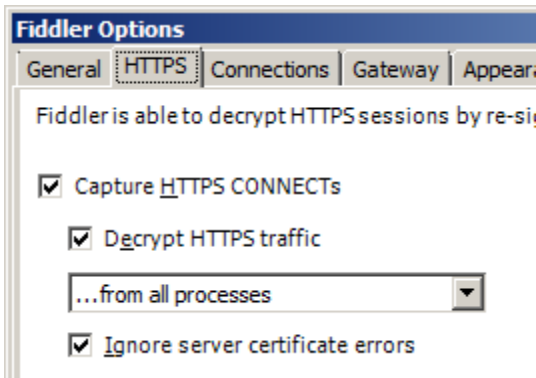 Fiddler Options
General HTTPS Connections Gateway
Fiddler is able to decrypt HTTPS sessions by
Capture HTTPS CONNECTs
Decrypt HTTPS traffic
...from all processes
Ignore server certificate errors